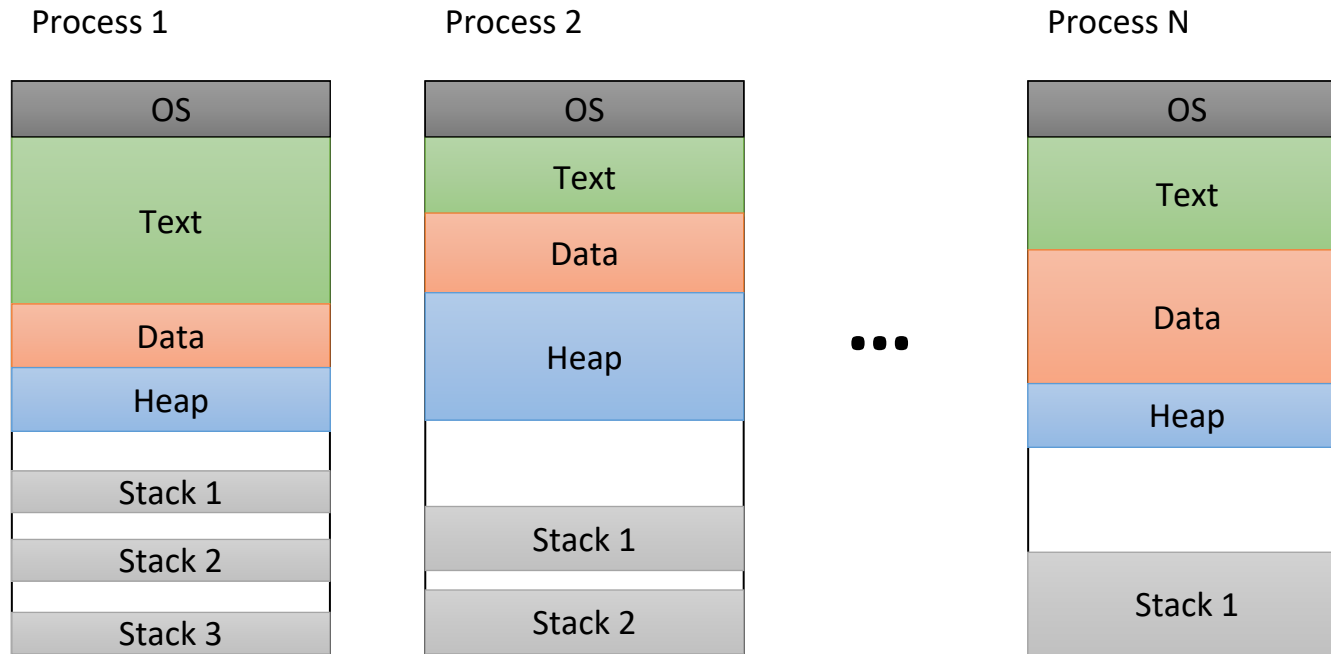 Process 1
OS
Text
Data
Heap
Stack 1
Stack 2
Stack 3
Process 2
OS
Text
Data
Heap
Stack 1
Stack 2
...
Process N
OS
Text
Data
Heap
Stack 1